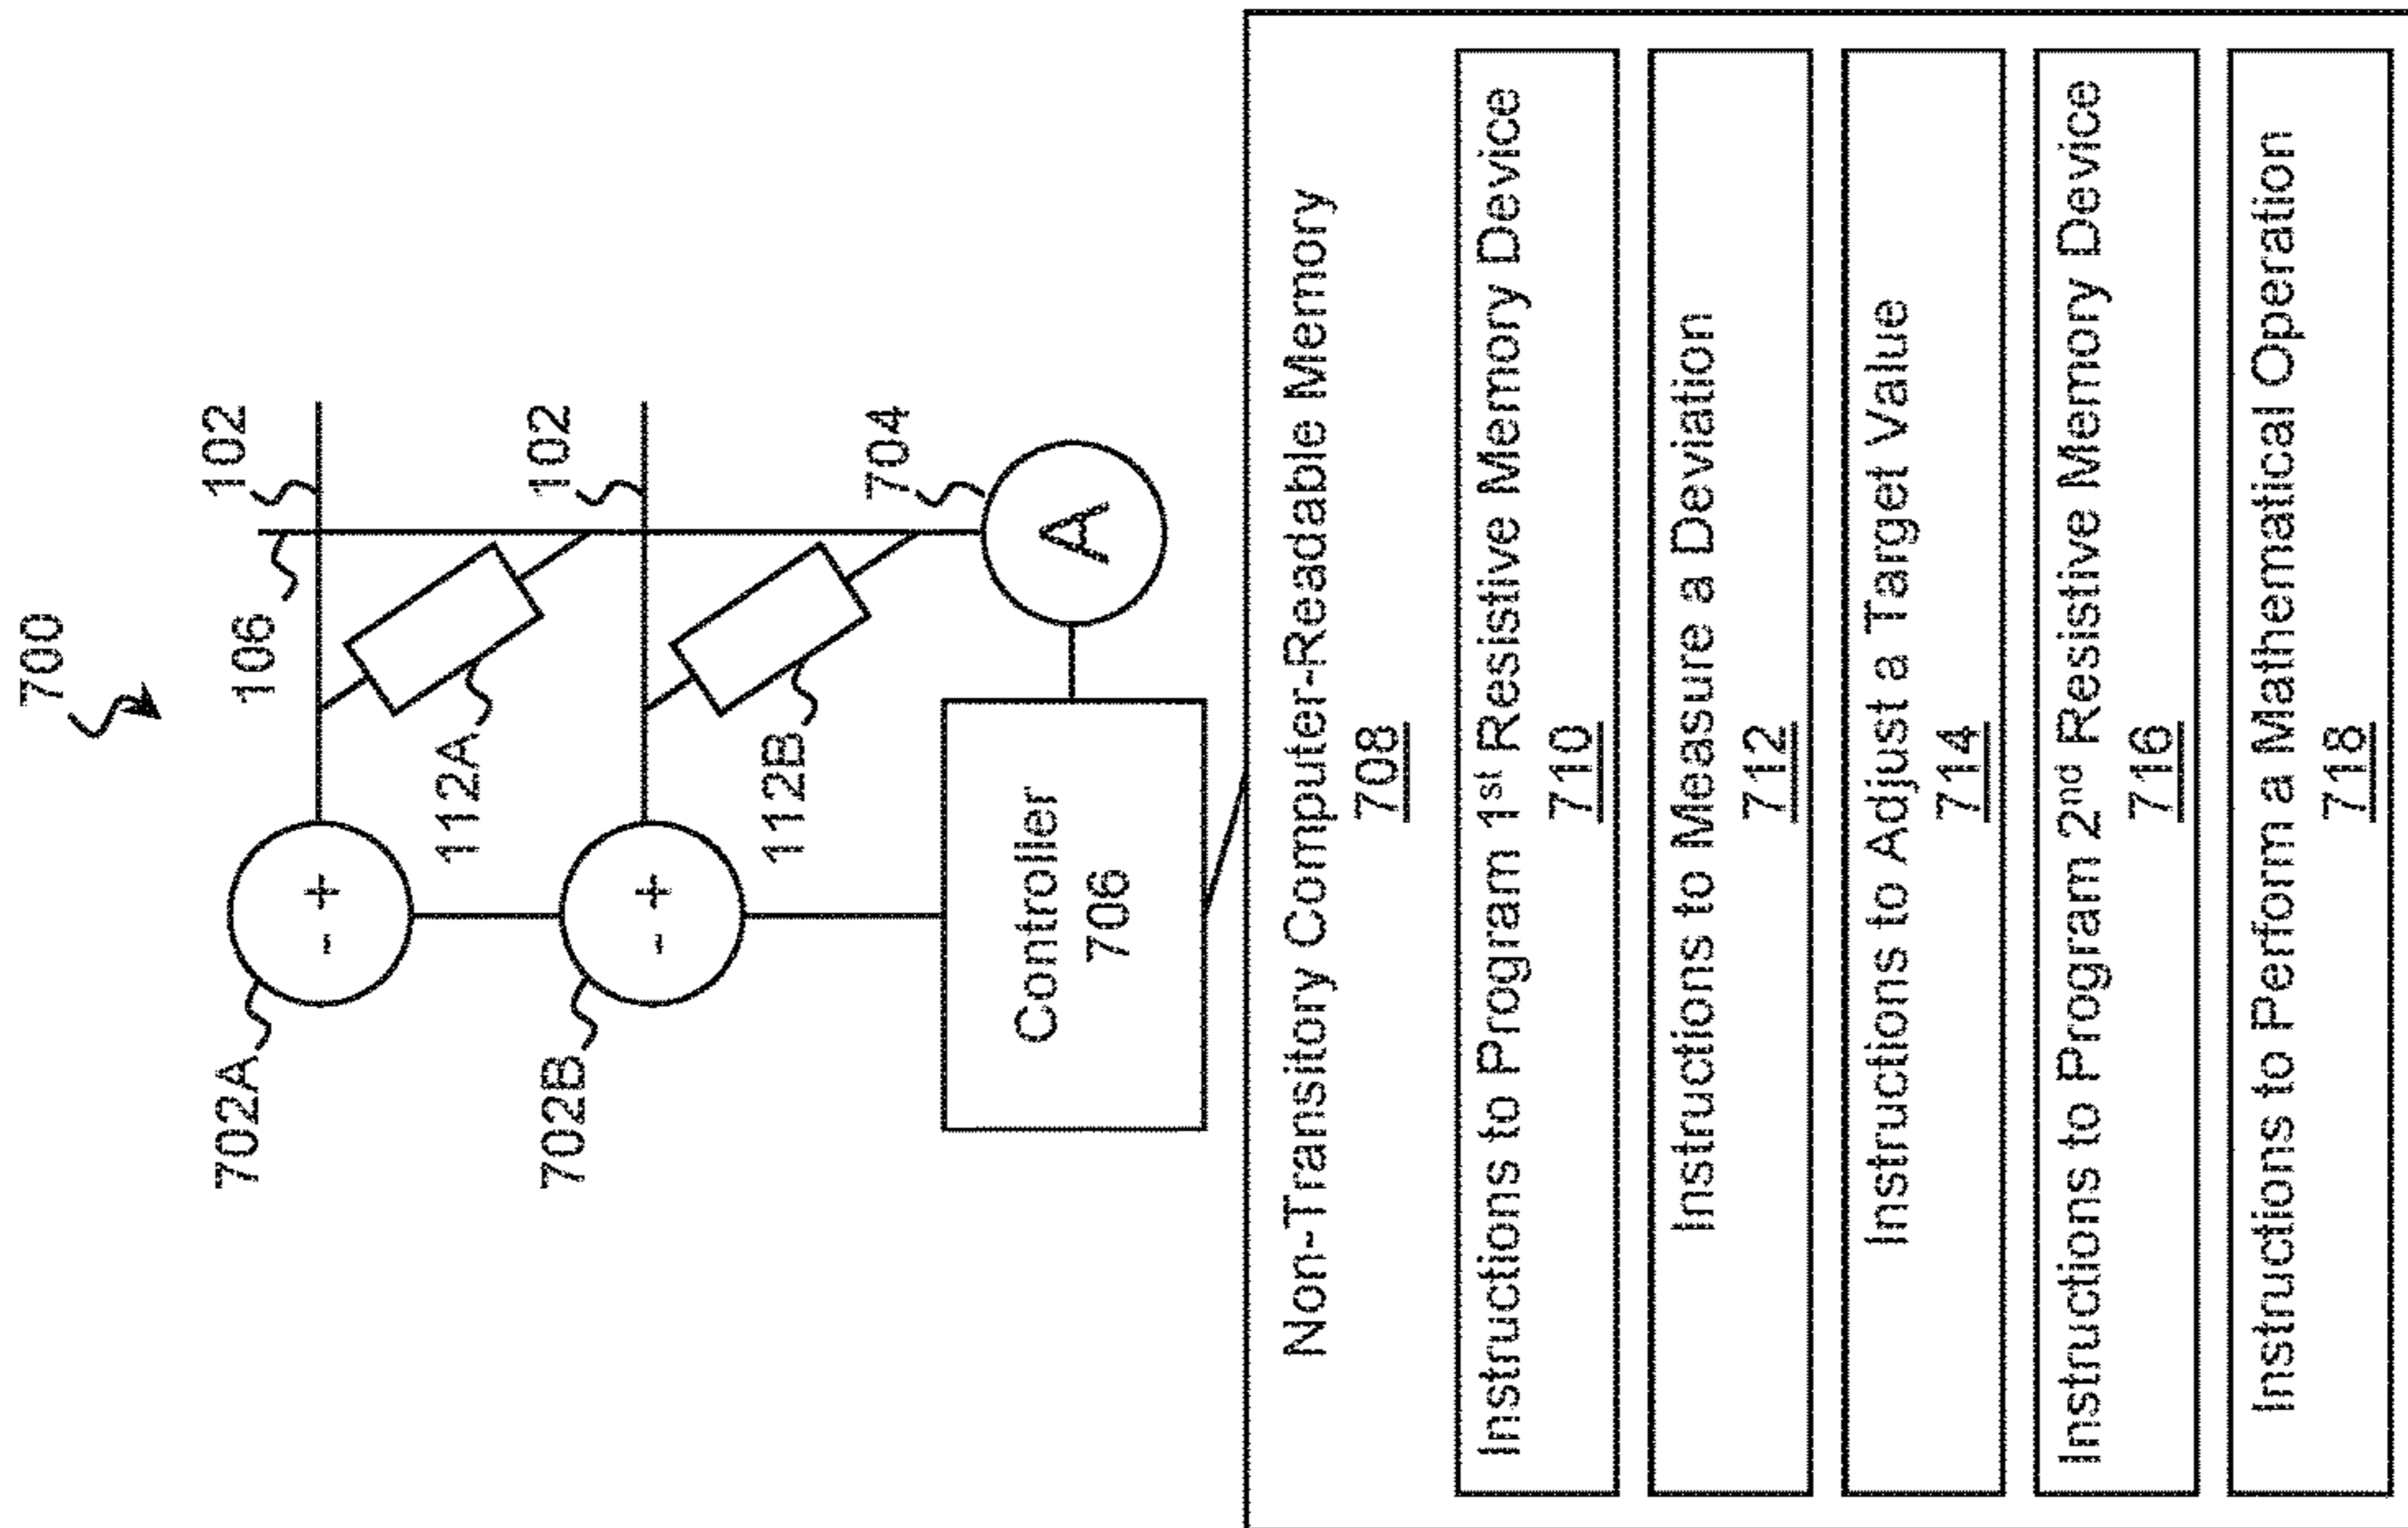 700
106
102
102
704
A
112A
112B
+
-
+
-
702A
702B
Controller
706
Non-Transitory Computer-Readable Memory
708
Instructions to Program 1st Resistive Memory Device
710
Instructions to Measure a Deviation
712
Instructions to Adjust a Target Value
714
Instructions to Program 2nd Resistive Memory Device
716
Instructions to Perform a Mathematical Operation
718